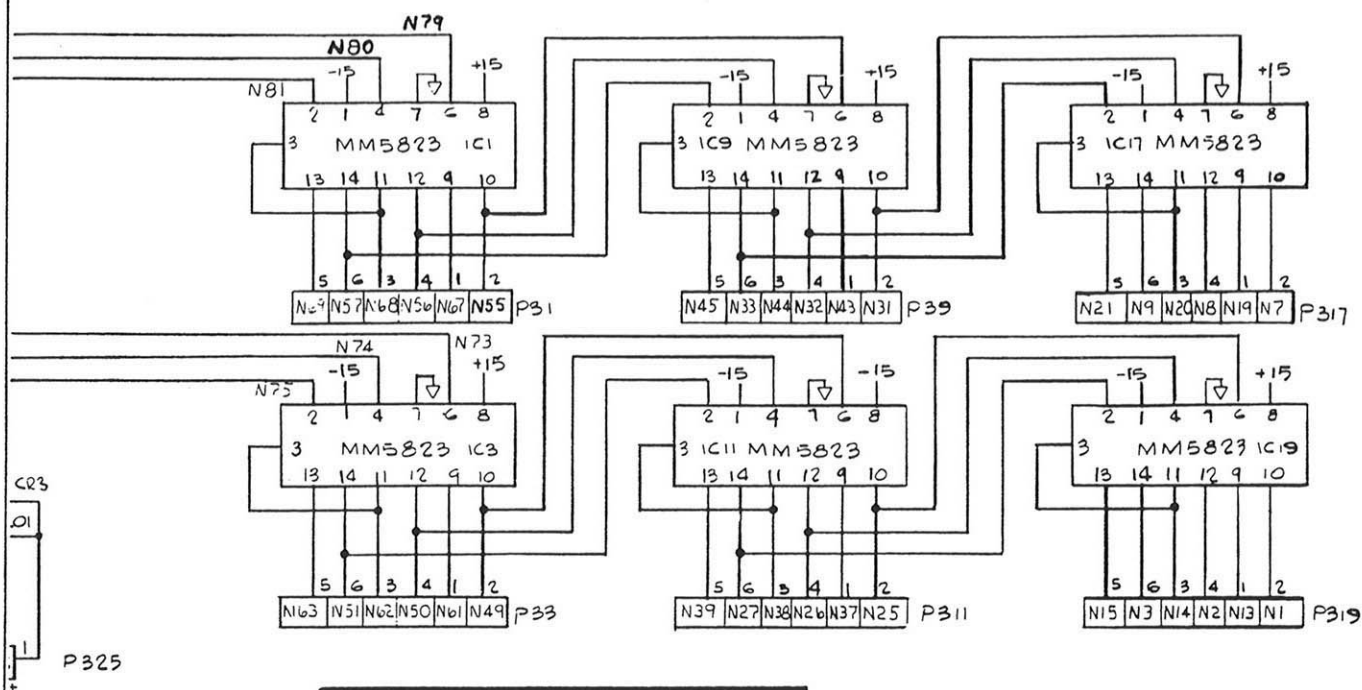 N79
N80
N81 -15 +15 -15 +15 -15 +15
2 1 4 7 6 8 2 1 4 7 6 8 2 1 4 7 6 8
3 MM5823 IC1 3 IC9 MM5823 3 IC17 MM5823
13 14 11 12 9 10 13 14 11 12 9 10 13 14 11 12 9 10
5 6 3 4 1 2 5 6 3 4 1 2 5 6 3 4 1 2
N57 N68 N56 N67 N55 P31 N45 N33 N44 N32 N43 N31 P39 N21 N9 N20 N8 N19 N7 P317
N74 N73
N75 -15 +15 -15 -15 -15 +15
2 1 4 7 6 8 2 1 4 7 6 8 2 1 4 7 6 8
3 MM5823 IC3 3 IC11 MM5823 3 MM5823 IC19
13 14 11 12 9 10 13 14 11 12 9 10 13 14 11 12 9 10
CR3
.01
5 6 3 4 1 2 5 6 3 4 1 2 5 6 3 4 1 2
N63 N51 N62 N50 N61 N49 P33 N39 N27 N38 N26 N37 N25 P311 N15 N3 N14 N2 N13 N1 P319
1 P325
+